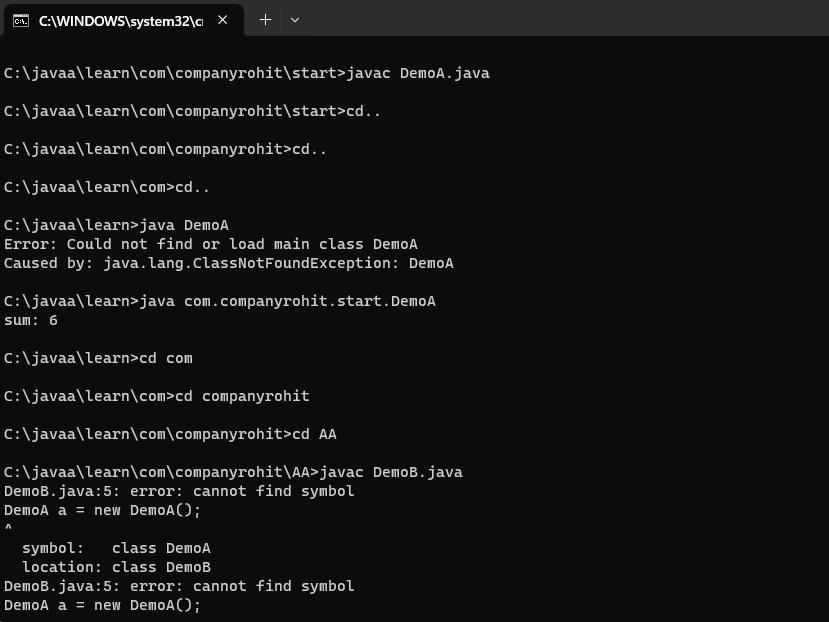 C:\WINDOWS\system32\c
C:\javaa\learn\com\companyrohit\start>javac DemoA.java
C:\javaa\learn\com\companyrohit\start>cd..
C:\javaa\learn\com\companyrohit>cd..
C:\javaa\learn\com>cd..
C:\javaa\learn>java DemoA
Error: Could not find or load main class DemoA
Caused by: java.lang.ClassNotFoundException: DemoA
C:\javaa\learn>java com.companyrohit.start.DemoA
sum: 6
C:\javaa\learn>cd com
C:\javaa\learn\com>cd companyrohit
C:\javaa\learn\com\companyrohit>cd AA
C:\javaa\learn\com\companyrohit\AA>javac DemoB.java
DemoB.java:5: error: cannot find symbol
DemoA a = new DemoA();
^
  symbol:   class DemoA
  location: class DemoB
DemoB.java:5: error: cannot find symbol
DemoA a = new DemoA();